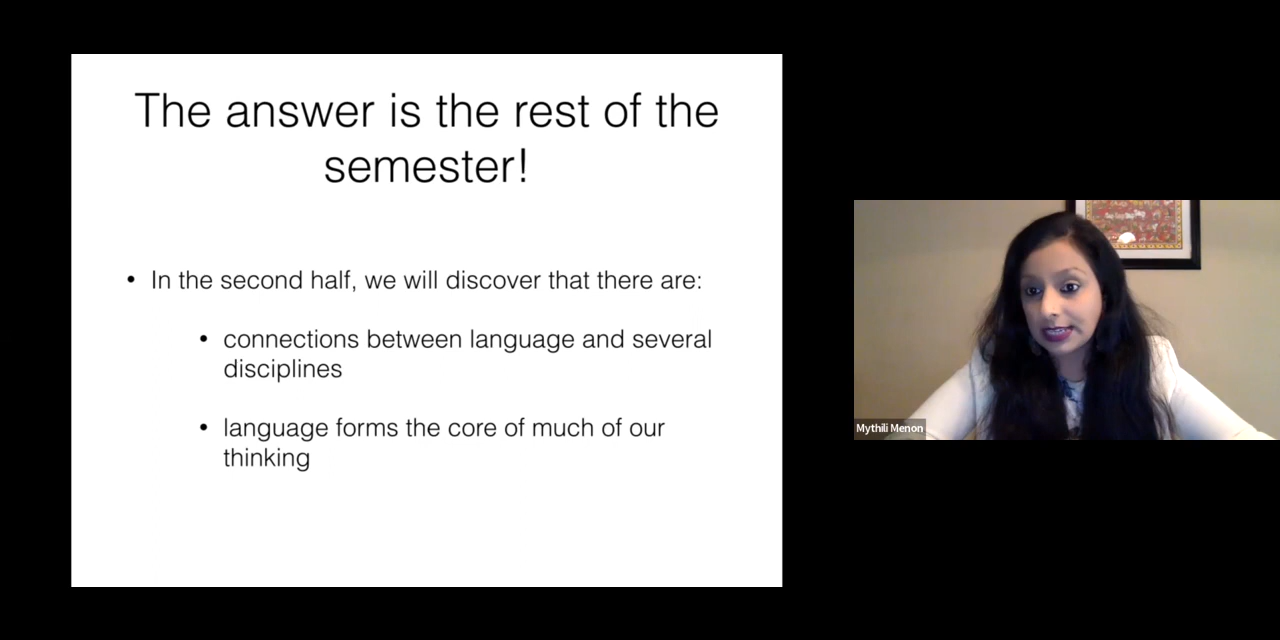 The answer is the rest of the
semester!
• In the second half, we will discover that there are:
• connections between language and several
disciplines
• language forms the core of much of our
thinking
Mythili Menon